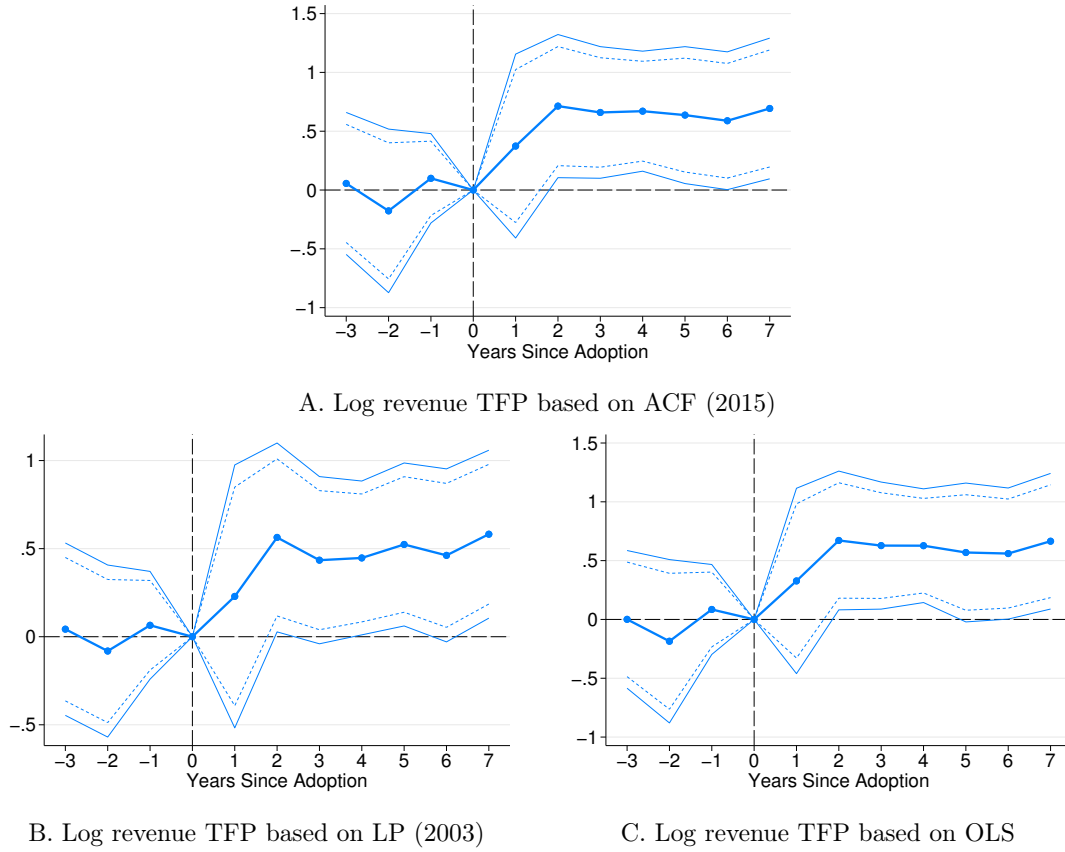 1.5
1
.5
0
−.5
−1
−3 −2 −1 0 1 2 3 4 5 6 7
Years Since Adoption
A. Log revenue TFP based on ACF (2015)
1
.5
0
−.5
−3 −2 −1 0 1 2 3 4 5 6 7
Years Since Adoption
B. Log revenue TFP based on LP (2003)
1.5
1
.5
0
−.5
−1
−3 −2 −1 0 1 2 3 4 5 6 7
Years Since Adoption
C. Log revenue TFP based on OLS